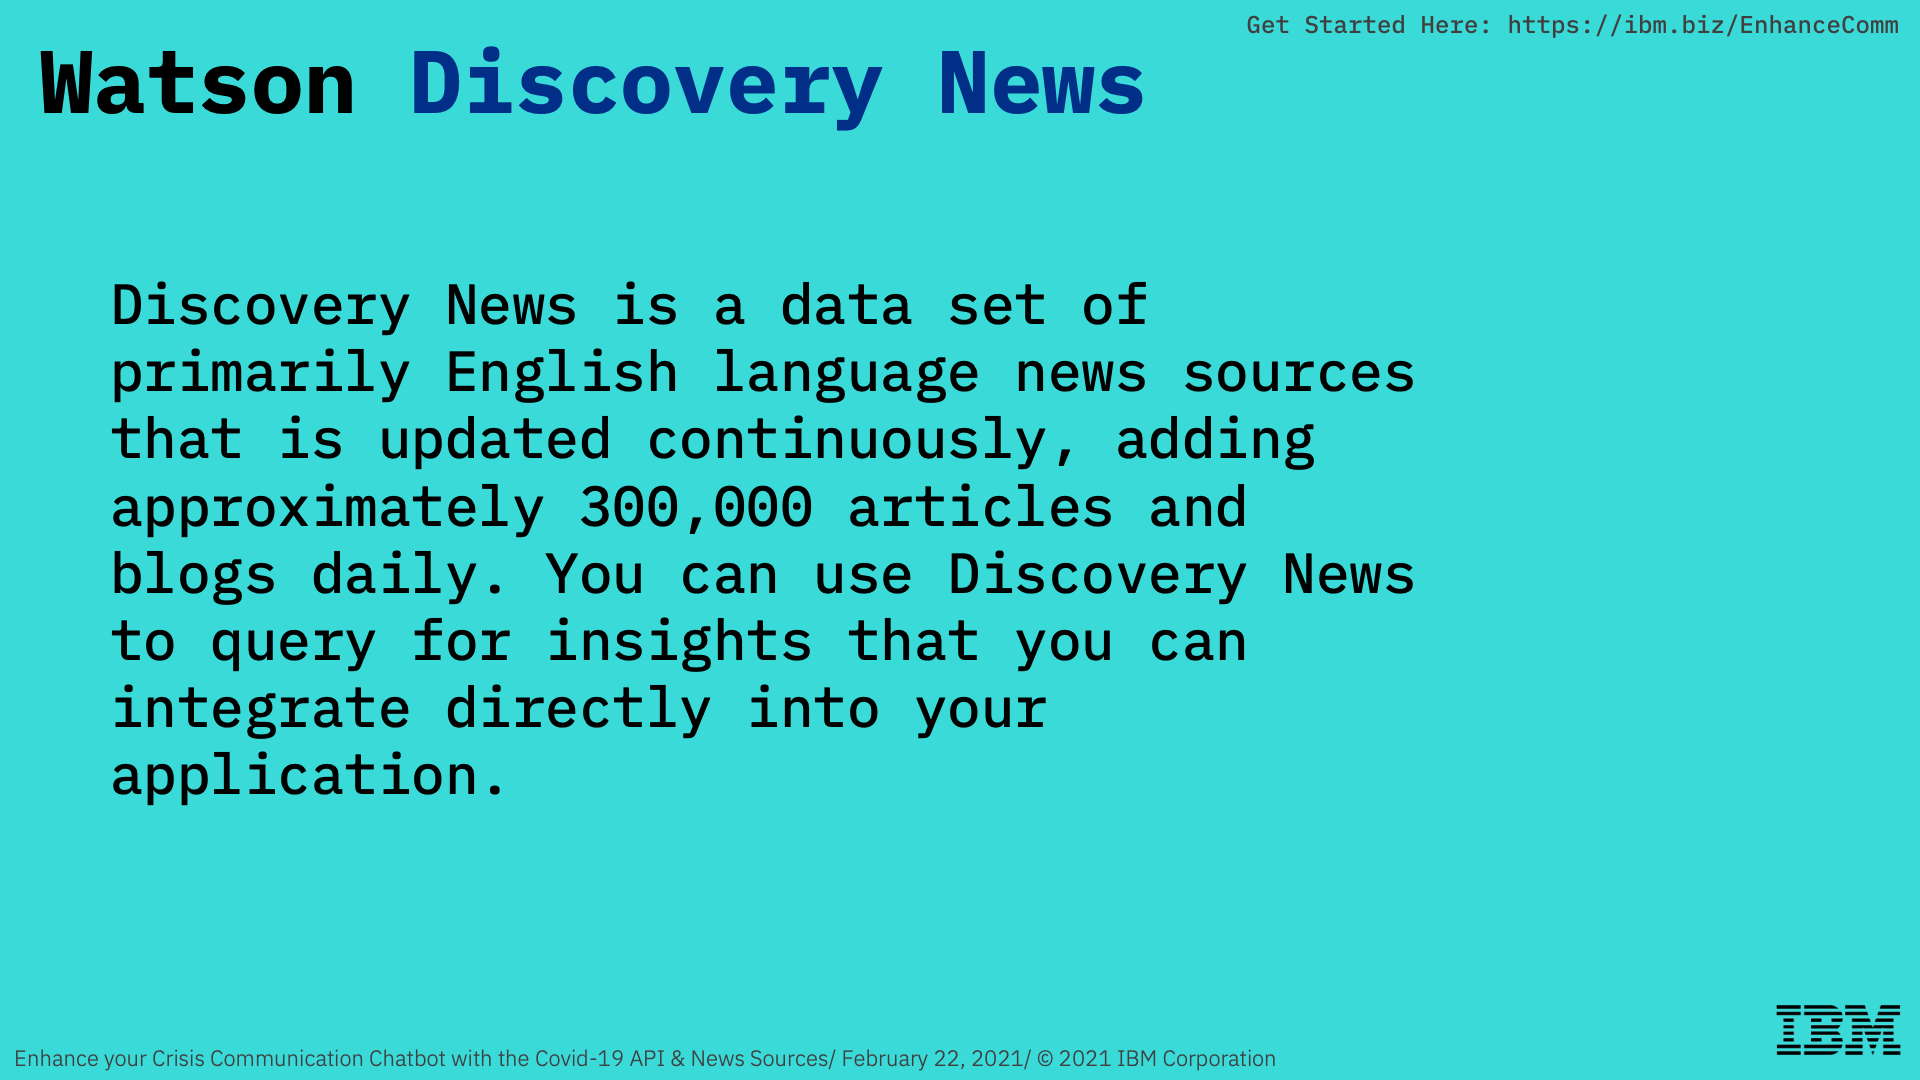 Get Started Here: https://ibm.biz/EnhanceComm
Watson Discovery News
Discovery News is a data set of
primarily English language news sources
that is updated continuously, adding
approximately 300,000 articles and
blogs daily. You can use Discovery News
to query for insights that you can
integrate directly into your
application.
IBM
Enhance your Crisis Communication Chatbot with the Covid-19 API & News Sources/ February 22, 2021/ © 2021 IBM Corporation